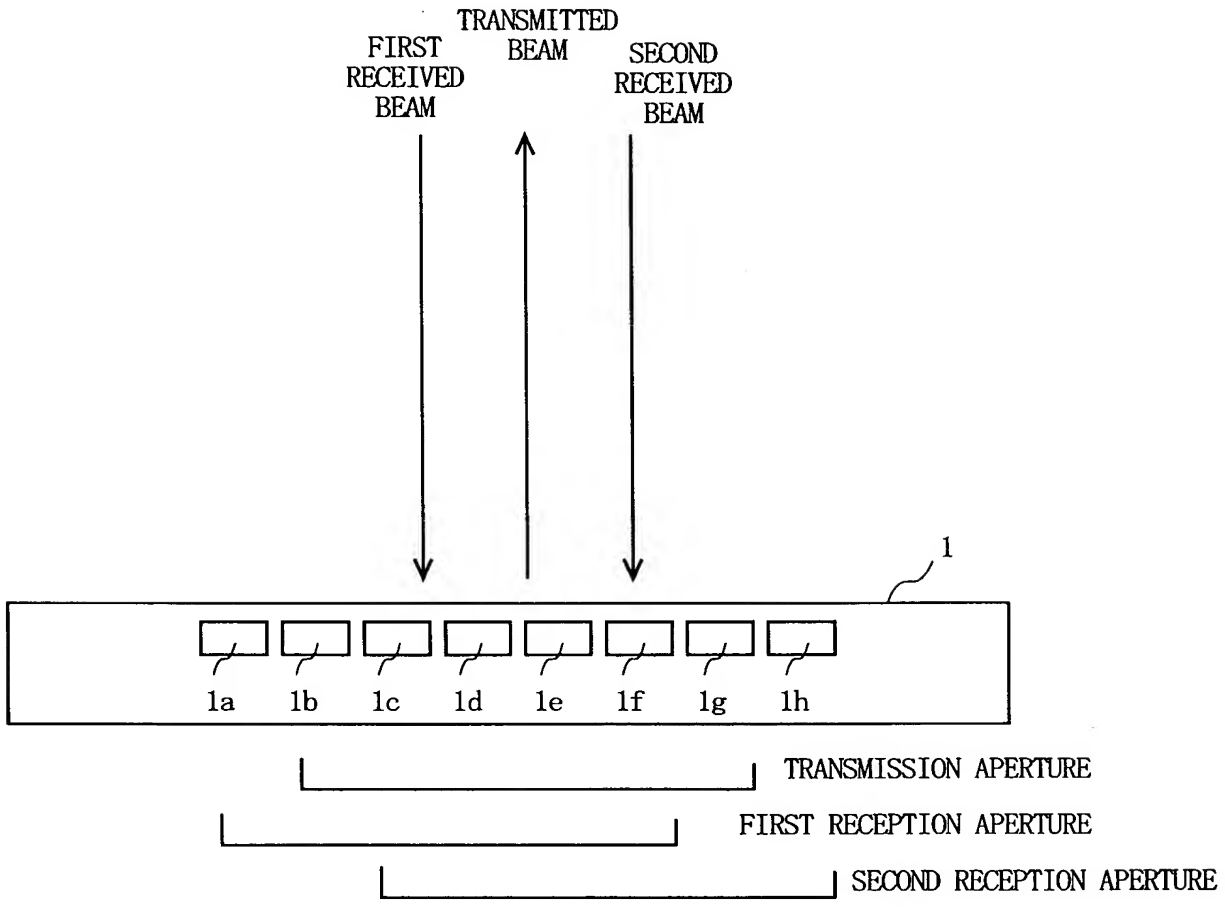 FIRST
RECEIVED
BEAM
TRANSMITTED
BEAM
SECOND
RECEIVED
BEAM
1
1a 1b 1c 1d 1e 1f 1g 1h
TRANSMISSION APERTURE
FIRST RECEPTION APERTURE
SECOND RECEPTION APERTURE